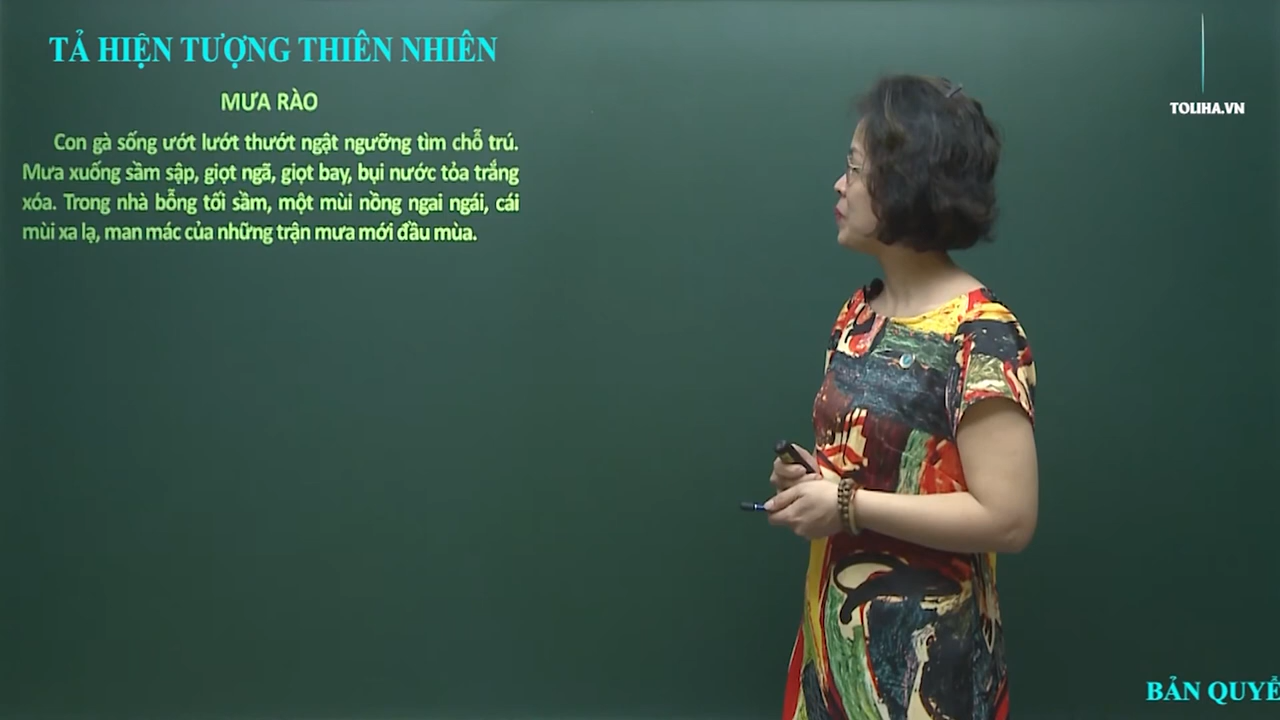 TẢ HIỆN TƯỢNG THIÊN NHIÊN
MƯA RÀO
Con gà sống ướt lướt thướt ngật ngưỡng tìm chỗ trú.
Mưa xuống sầm sập, giọt ngã, giọt bay, bụi nước tỏa trắng
xóa. Trong nhà bỗng tối sầm, một mùi nồng ngai ngái, cái
mùi xa lạ, man mác của những trận mưa mới đầu mùa.
TOLIHA.VN
BẢN QUYỀ